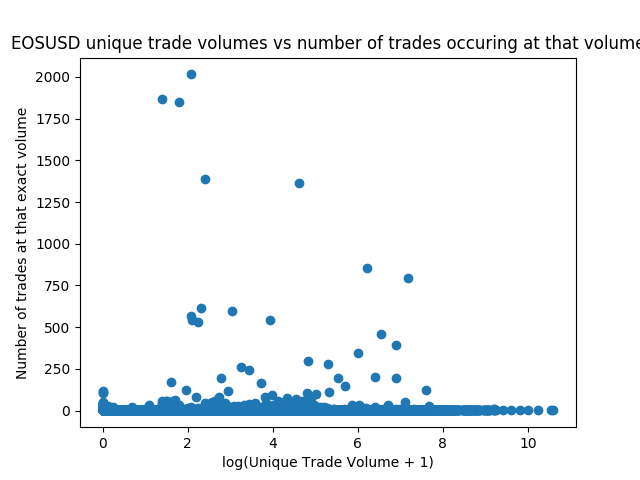 EOSUSD unique trade volumes vs number of trades occuring at that volume
Number of trades at that exact volume
2000
1750
1500
1250
1000
750
500
250
0
0 2 4 6 8 10
log(Unique Trade Volume + 1)